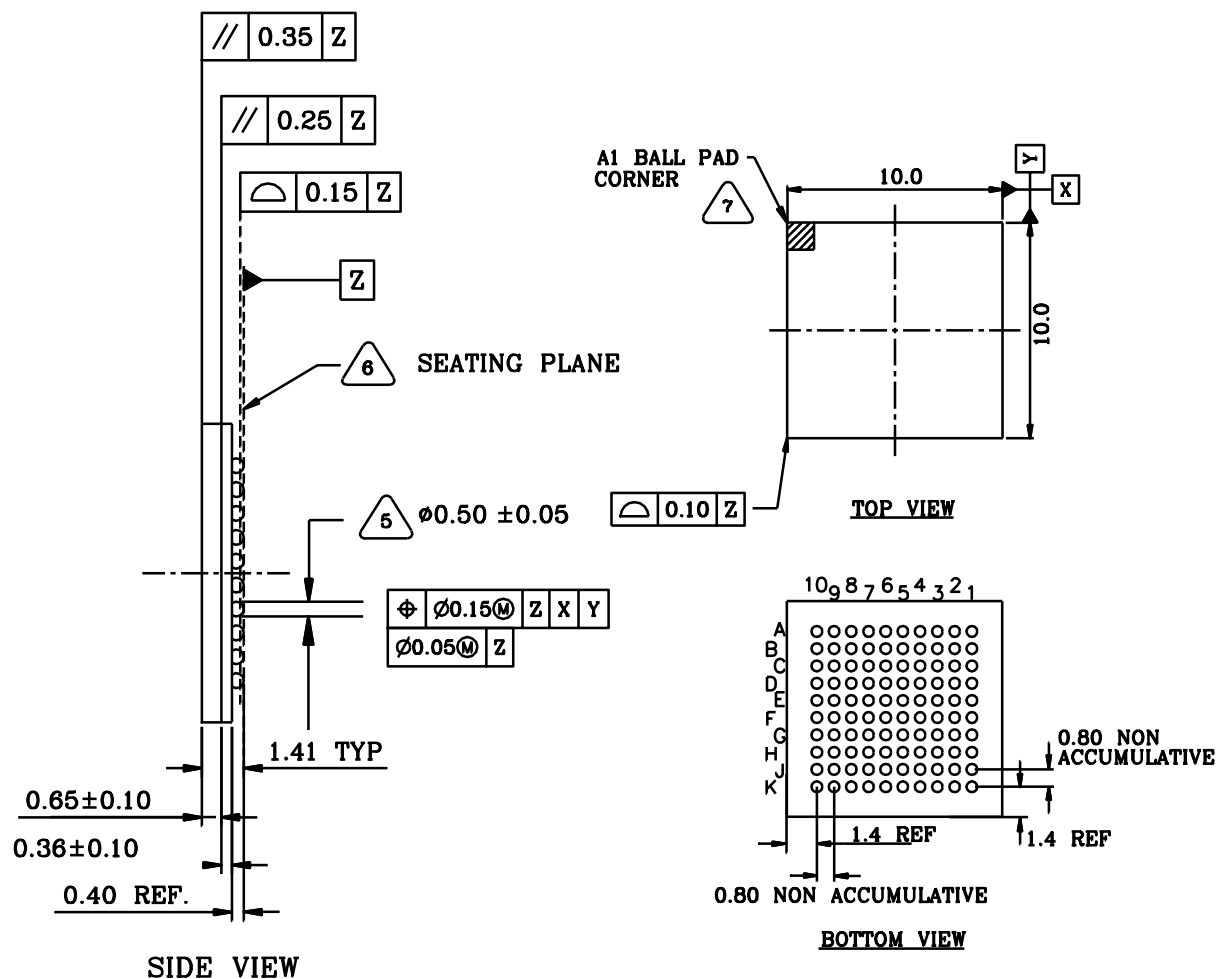 // 0.35 Z
// 0.25 Z
⌓ 0.15 Z
Z
6 SEATING PLANE
5 ø0.50 ±0.05
⌖ Ø0.15Ⓜ Z X Y
Ø0.05Ⓜ Z
1.41 TYP
0.65±0.10
0.36±0.10
0.40 REF.
SIDE VIEW
A1 BALL PAD
CORNER
7
10.0
Y
X
10.0
⌓ 0.10 Z
TOP VIEW
10 9 8 7 6 5 4 3 2 1
A
B
C
D
E
F
G
H
J
K
0.80 NON
ACCUMULATIVE
1.4 REF
1.4 REF
0.80 NON ACCUMULATIVE
BOTTOM VIEW